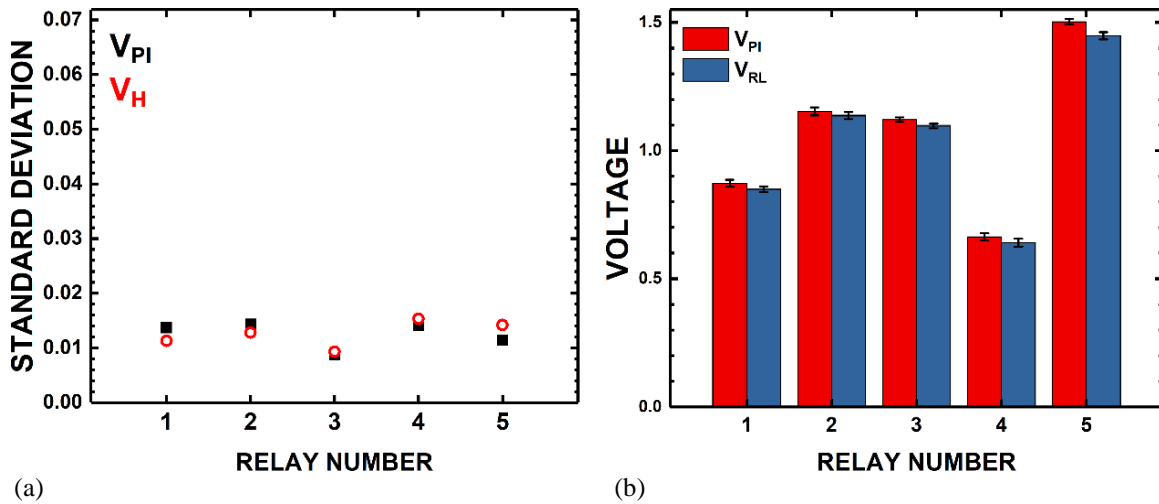 STANDARD DEVIATION
0.07
0.06
0.05
0.04
0.03
0.02
0.01
0.00
V_PI
V_H
1 2 3 4 5
RELAY NUMBER
(a)
VOLTAGE
1.5
1.0
0.5
0.0
V_PI
V_RL
1 2 3 4 5
RELAY NUMBER
(b)